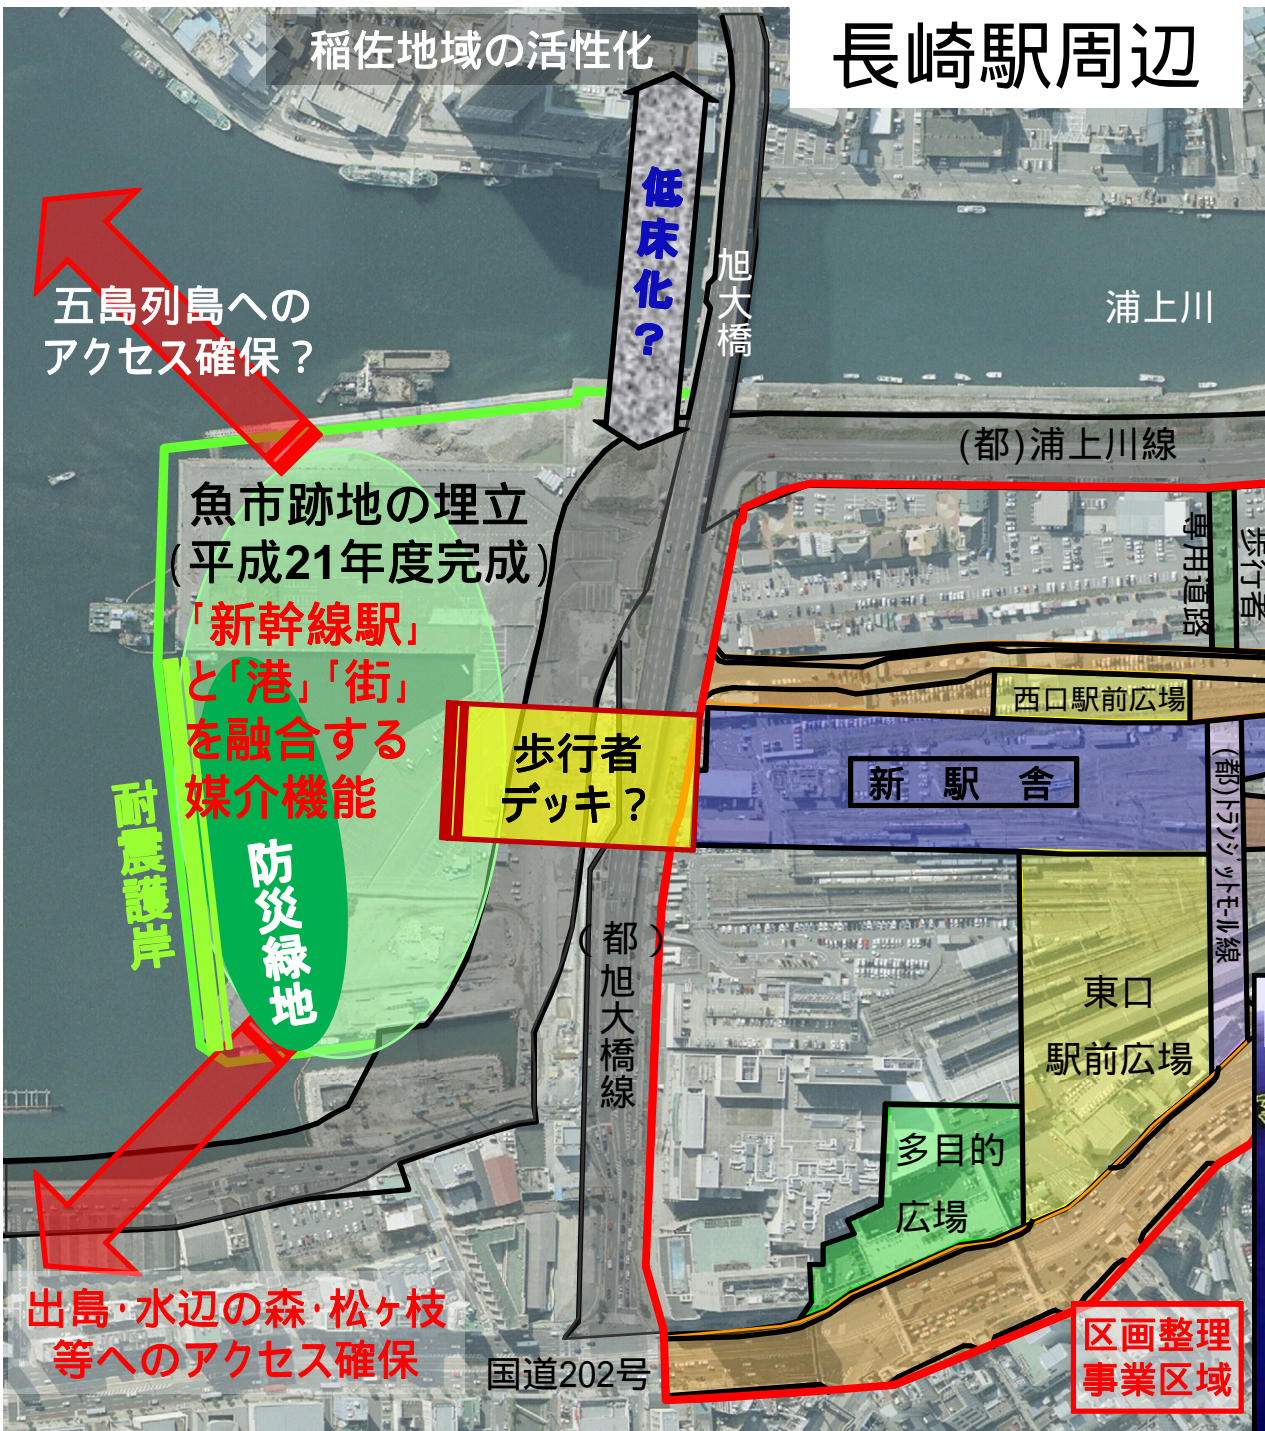 稲佐地域の活性化
長崎駅周辺
低床化？
旭大橋
浦上川
五島列島への
アクセス確保？
(都)浦上川線
魚市跡地の埋立
(平成21年度完成)
「新幹線駅」
と「港」「街」
を融合する
媒介機能
歩行者
専用道路
西口駅前広場
歩行者
デッキ？
新駅舎
(都)トランジットモール線
耐震護岸
防災緑地
(都)旭大橋線
東口
駅前広場
多目的
広場
出島・水辺の森・松ヶ枝
等へのアクセス確保
国道202号
区画整理
事業区域